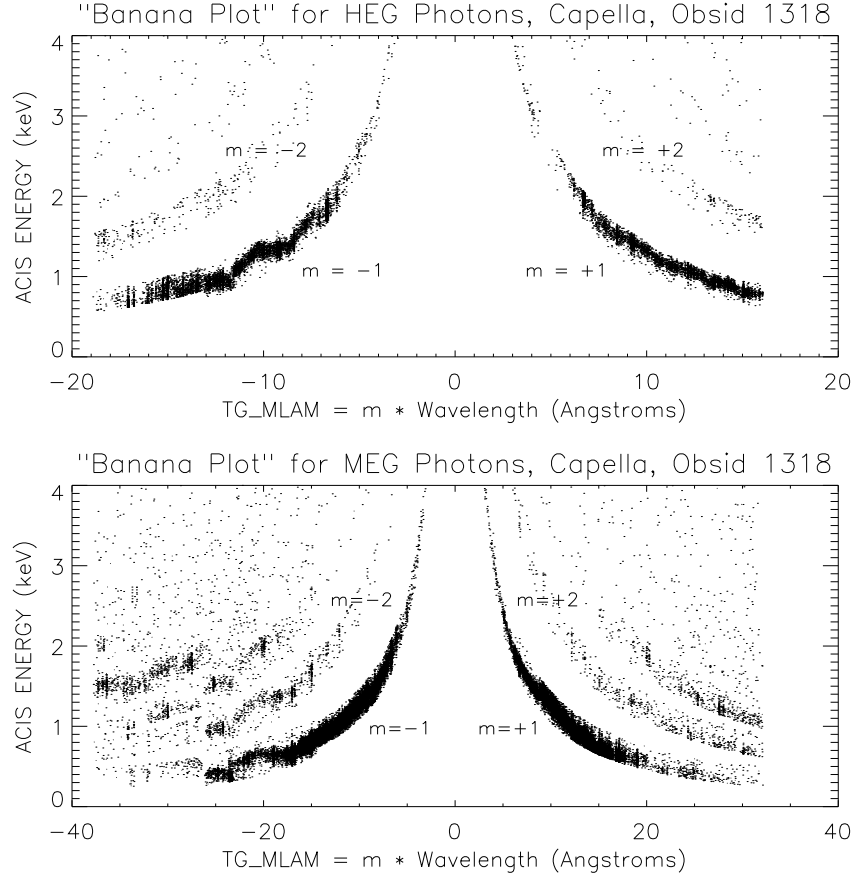 "Banana Plot" for HEG Photons, Capella, Obsid 1318
4
3
2
1
0
ACIS ENERGY (keV)
m = -2
m = +2
m = -1
m = +1
-20
-10
0
10
20
TG_MLAM = m * Wavelength (Angstroms)
"Banana Plot" for MEG Photons, Capella, Obsid 1318
4
3
2
1
0
ACIS ENERGY (keV)
m=-2
m=+2
m=-1
m=+1
-40
-20
0
20
40
TG_MLAM = m * Wavelength (Angstroms)